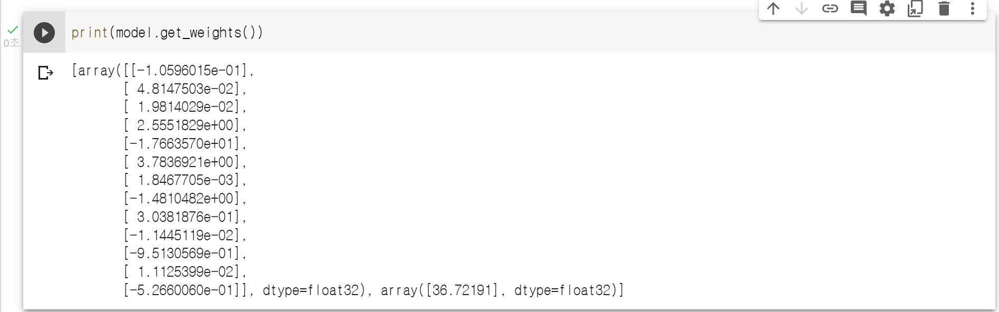 print(model.get_weights())
0초
[array([[-1.0596015e-01],
[ 4.8147503e-02],
[ 1.9814029e-02],
[ 2.5551829e+00],
[-1.7663570e+01],
[ 3.7836921e+00],
[ 1.8467705e-03],
[-1.4810482e+00],
[ 3.0381876e-01],
[-1.1445119e-02],
[-9.5130569e-01],
[ 1.1125399e-02],
[-5.2660060e-01]], dtype=float32), array([36.72191], dtype=float32)]